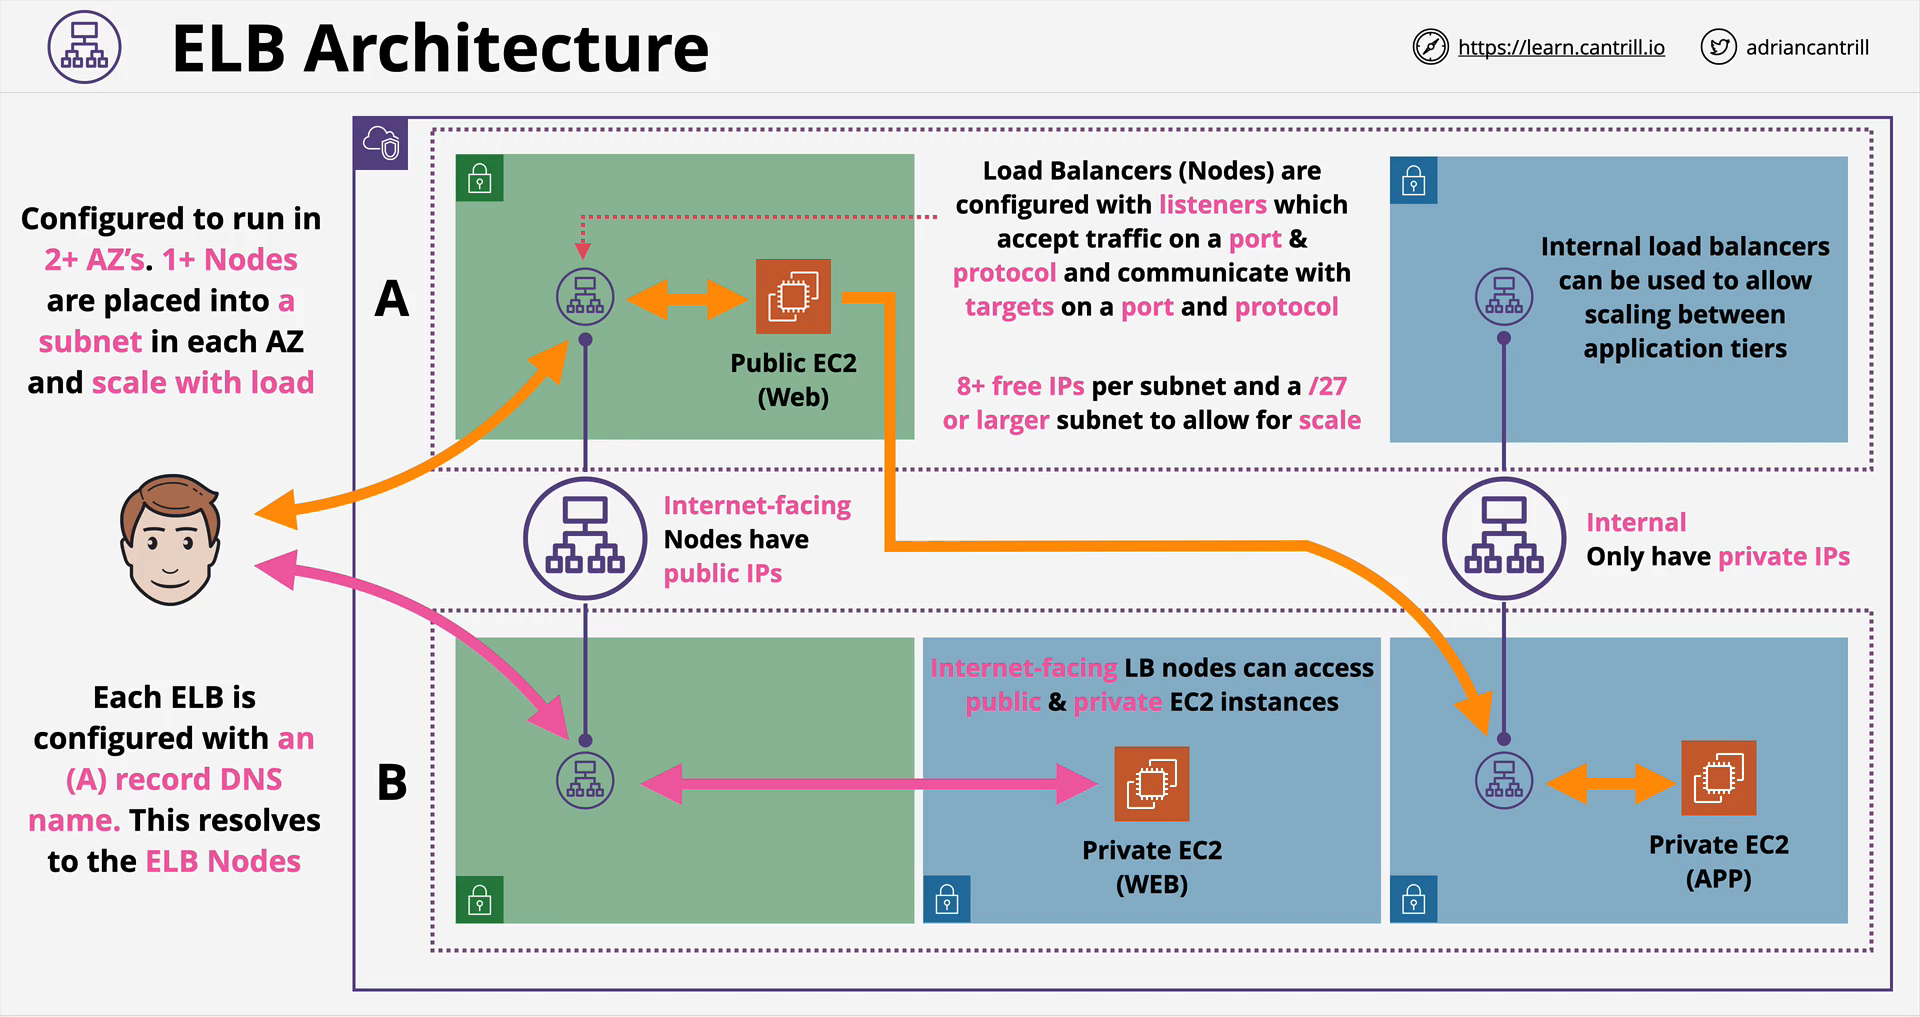 ELB Architecture
https://learn.cantrill.io
adriancantrill
Configured to run in
2+ AZ's. 1+ Nodes
are placed into a
subnet in each AZ
and scale with load
Each ELB is
configured with an
(A) record DNS
name. This resolves
to the ELB Nodes
A
Public EC2
(Web)
Load Balancers (Nodes) are
configured with listeners which
accept traffic on a port &
protocol and communicate with
targets on a port and protocol
8+ free IPs per subnet and a /27
or larger subnet to allow for scale
Internal load balancers
can be used to allow
scaling between
application tiers
Internet-facing
Nodes have
public IPs
Internal
Only have private IPs
B
Internet-facing LB nodes can access
public & private EC2 instances
Private EC2
(WEB)
Private EC2
(APP)